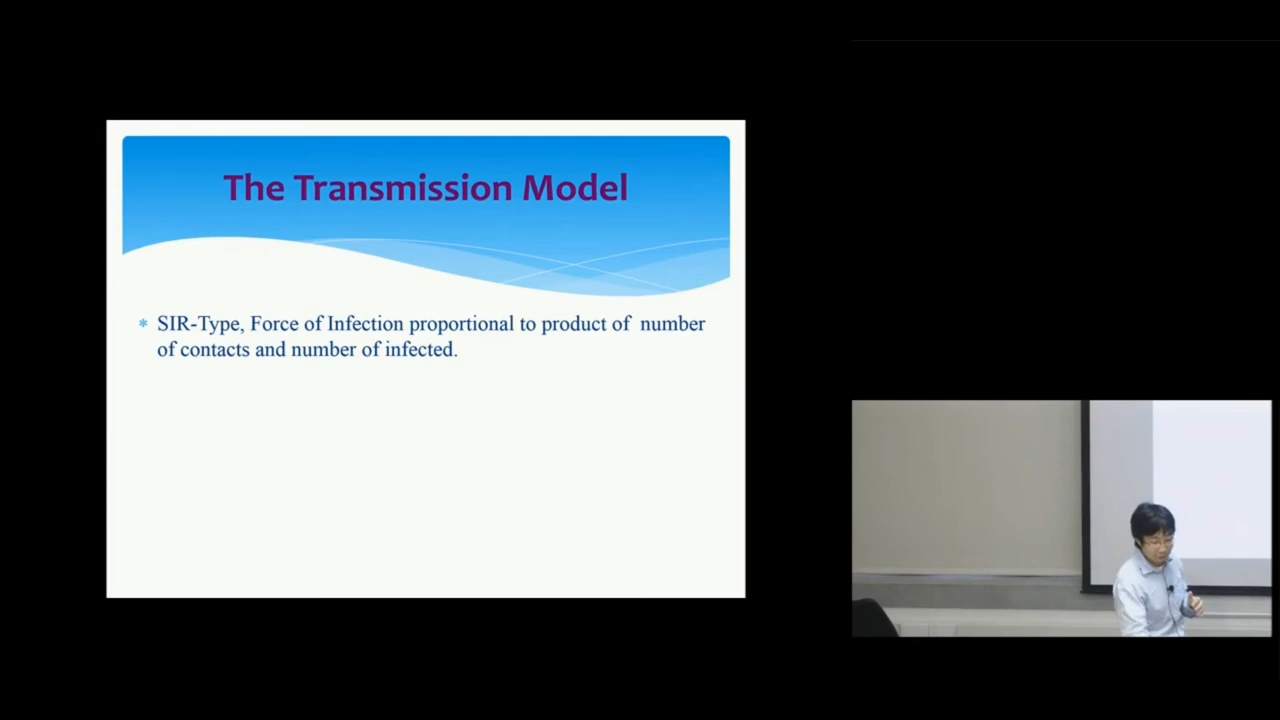 The Transmission Model
* SIR-Type, Force of Infection proportional to product of number
of contacts and number of infected.